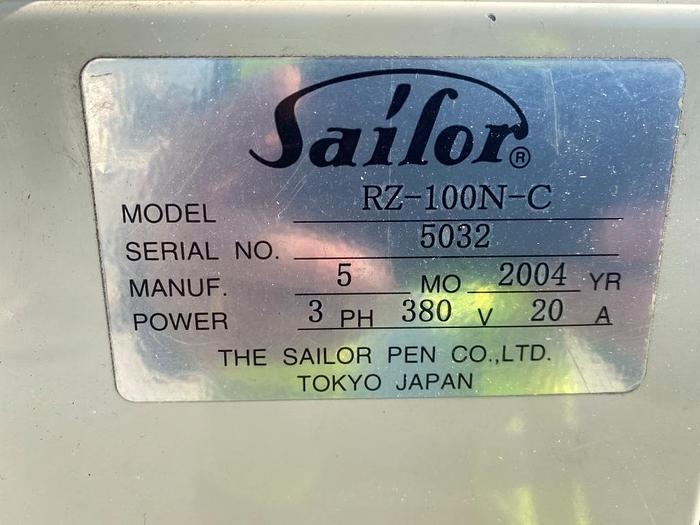 Sailor®
MODEL RZ-100N-C
SERIAL NO. 5032
MANUF. 5 MO 2004 YR
POWER 3 PH 380 V 20 A
THE SAILOR PEN CO.,LTD.
TOKYO JAPAN